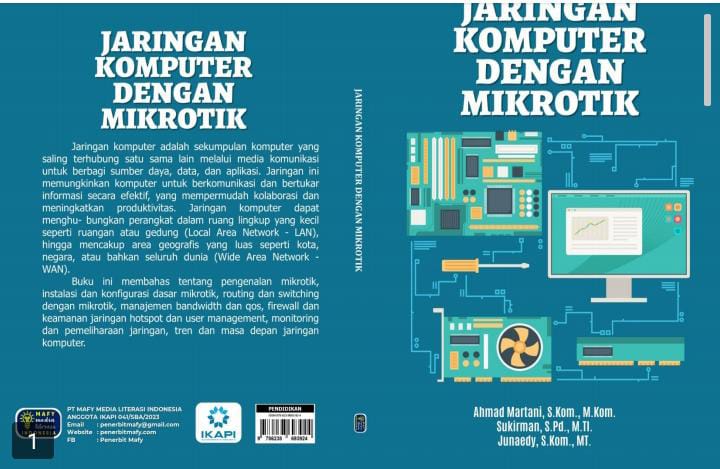 JARINGAN
KOMPUTER
DENGAN
MIKROTIK
Jaringan komputer adalah sekumpulan komputer yang
saling terhubung satu sama lain melalui media komunikasi
untuk berbagi sumber daya, data, dan aplikasi. Jaringan ini
memungkinkan komputer untuk berkomunikasi dan bertukar
informasi secara efektif, yang mempermudah kolaborasi dan
meningkatkan produktivitas. Jaringan komputer dapat
menghu- bungkan perangkat dalam ruang lingkup yang kecil
seperti ruangan atau gedung (Local Area Network - LAN),
hingga mencakup area geografis yang luas seperti kota,
negara, atau bahkan seluruh dunia (Wide Area Network -
WAN).
Buku ini membahas tentang pengenalan mikrotik,
instalasi dan konfigurasi dasar mikrotik, routing dan switching
dengan mikrotik, manajemen bandwidth dan qos, firewall dan
keamanan jaringan hotspot dan user management, monitoring
dan pemeliharaan jaringan, tren dan masa depan jaringan
komputer.
MAFY
media
literasi
INDONESIA
1
PT MAFY MEDIA LITERASI INDONESIA
ANGGOTA IKAPI 041/SBA/2023
Email : penerbitmafy@gmail.com
Website : penerbitmafy.com
FB : Penerbit Mafy
IKAPI
PENDIDIKAN
JARINGAN KOMPUTER DENGAN MIKROTIK
JARINGAN
KOMPUTER
DENGAN
MIKROTIK
Ahmad Martani, S.Kom., M.Kom.
Sukirman, S.Pd., M.TI.
Junaedy, S.Kom., MT.